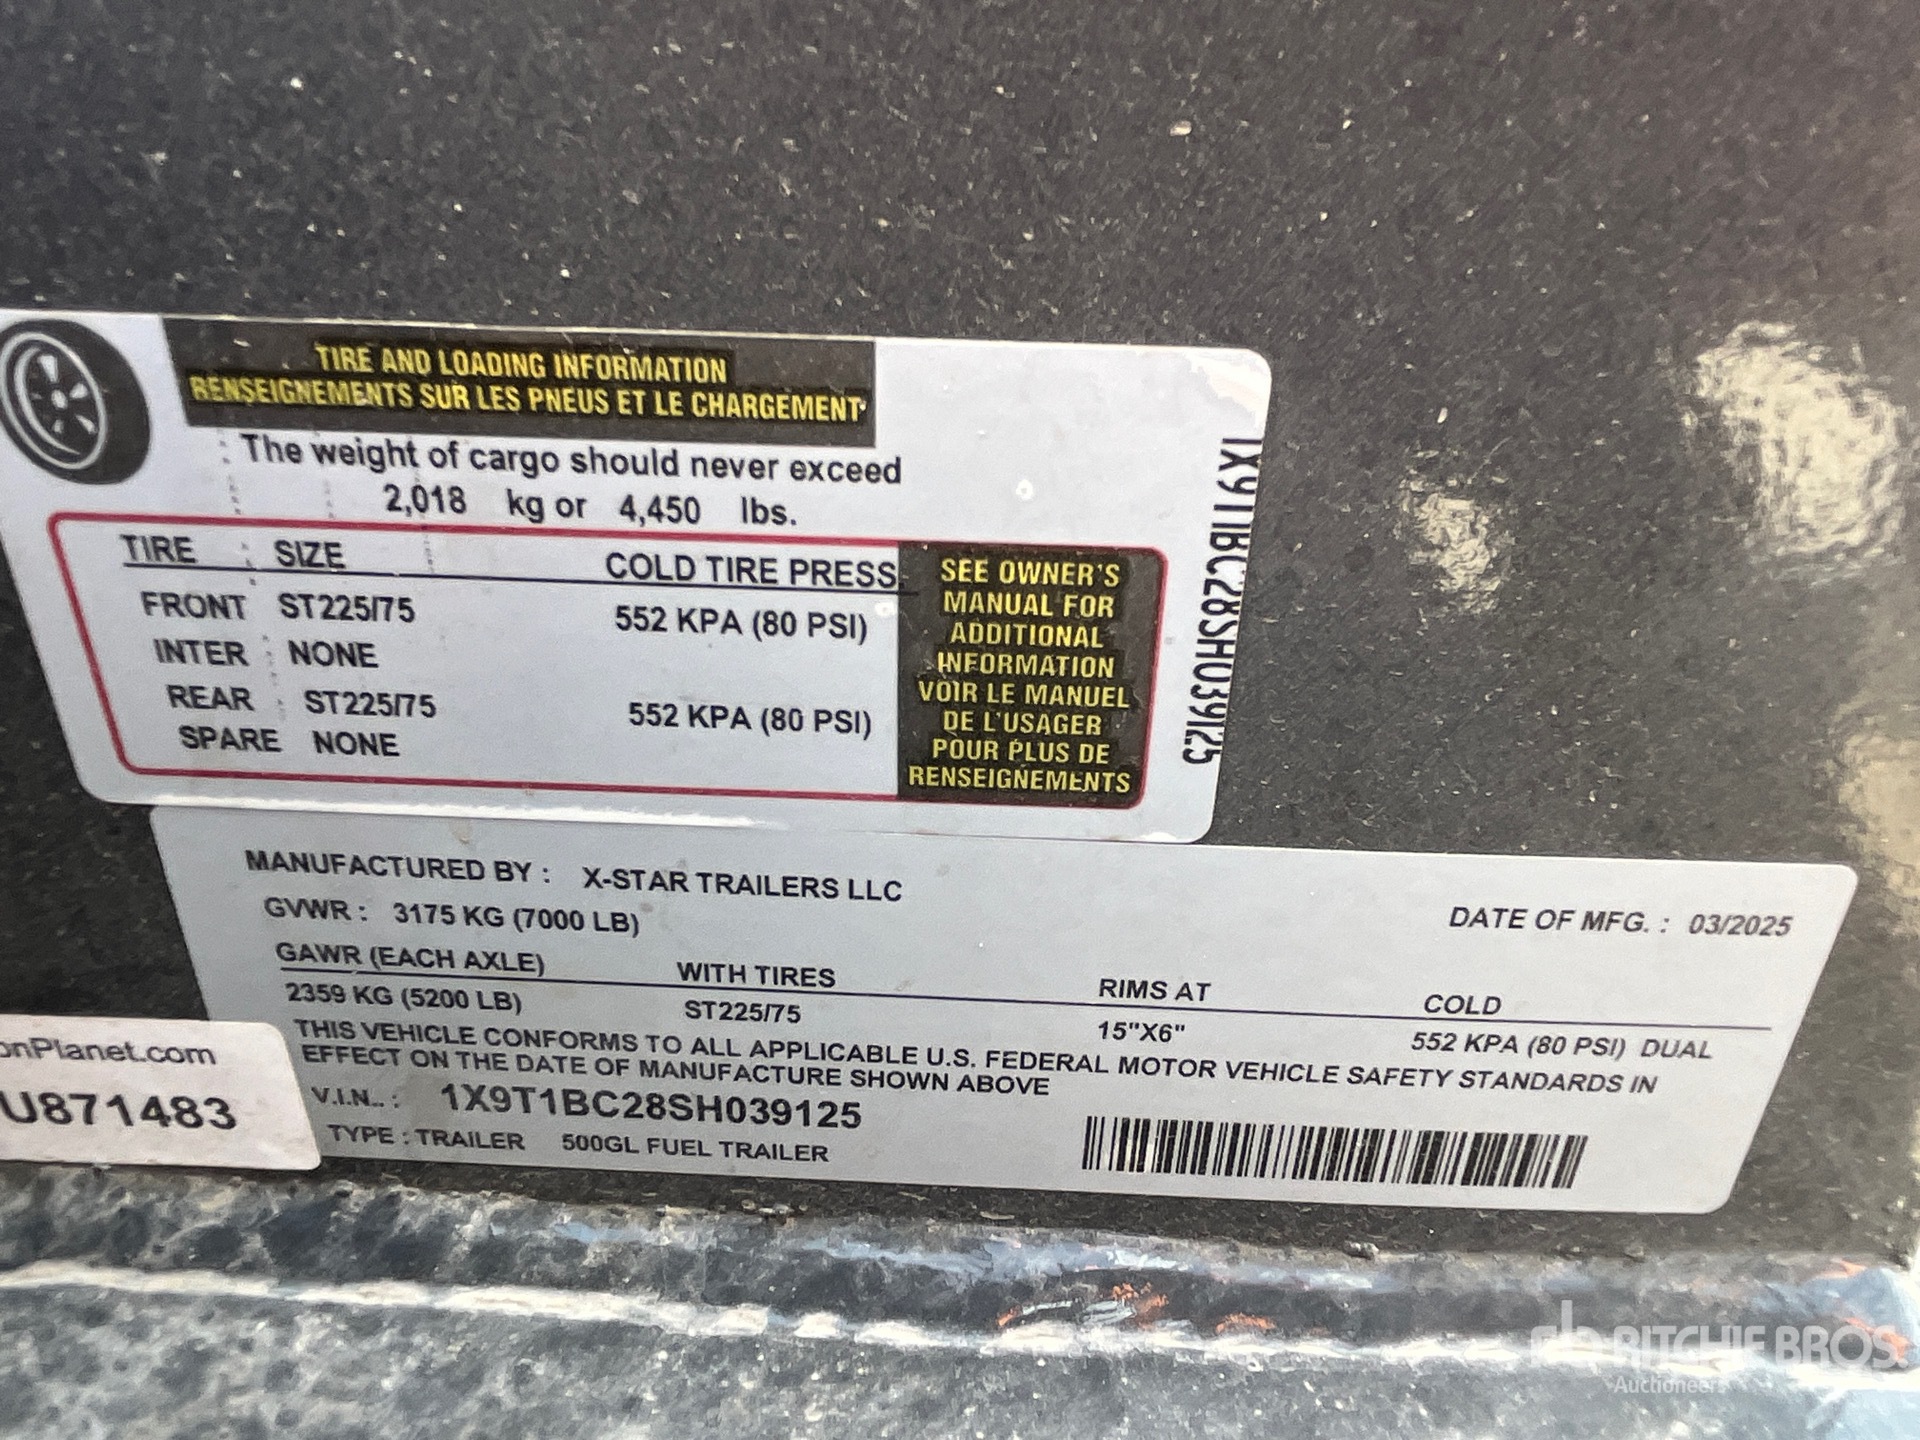 TIRE AND LOADING INFORMATION
RENSEIGNEMENTS SUR LES PNEUS ET LE CHARGEMENT
The weight of cargo should never exceed
2,018 kg or 4,450 lbs.
TIRE SIZE COLD TIRE PRESS.
FRONT ST225/75 552 KPA (80 PSI)
INTER NONE
REAR ST225/75 552 KPA (80 PSI)
SPARE NONE
SEE OWNER'S
MANUAL FOR
ADDITIONAL
INFORMATION
VOIR LE MANUEL
DE L'USAGER
POUR PLUS DE
RENSEIGNEMENTS
1X9T1BC28SH039125
MANUFACTURED BY : X-STAR TRAILERS LLC
GVWR : 3175 KG (7000 LB)
DATE OF MFG. : 03/2025
GAWR (EACH AXLE) WITH TIRES RIMS AT COLD
2359 KG (5200 LB) ST225/75 15"X6" 552 KPA (80 PSI) DUAL
THIS VEHICLE CONFORMS TO ALL APPLICABLE U.S. FEDERAL MOTOR VEHICLE SAFETY STANDARDS IN
EFFECT ON THE DATE OF MANUFACTURE SHOWN ABOVE
V.I.N.. : 1X9T1BC28SH039125
TYPE : TRAILER 500GL FUEL TRAILER
onPlanet.com
U871483
rb RITCHIE BROS.
Auctioneers